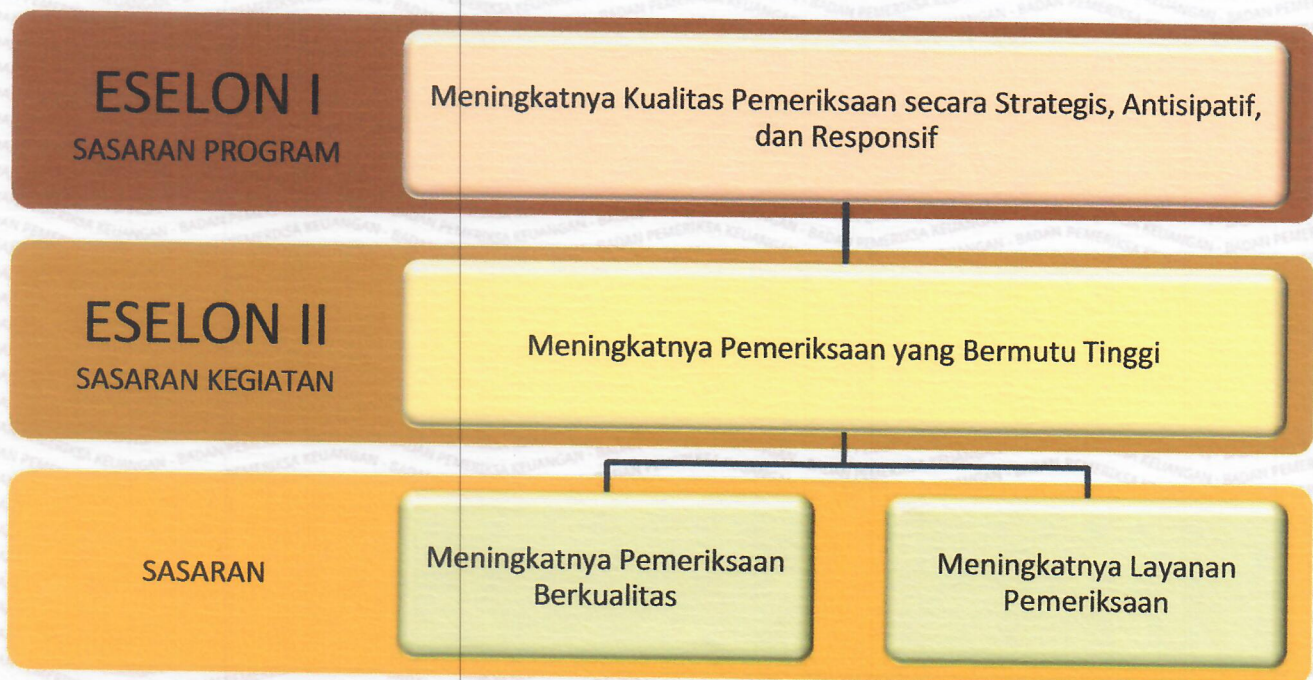 ESELON I
SASARAN PROGRAM
Meningkatnya Kualitas Pemeriksaan secara Strategis, Antisipatif,
dan Responsif
ESELON II
SASARAN KEGIATAN
Meningkatnya Pemeriksaan yang Bermutu Tinggi
SASARAN
Meningkatnya Pemeriksaan
Berkualitas
Meningkatnya Layanan
Pemeriksaan